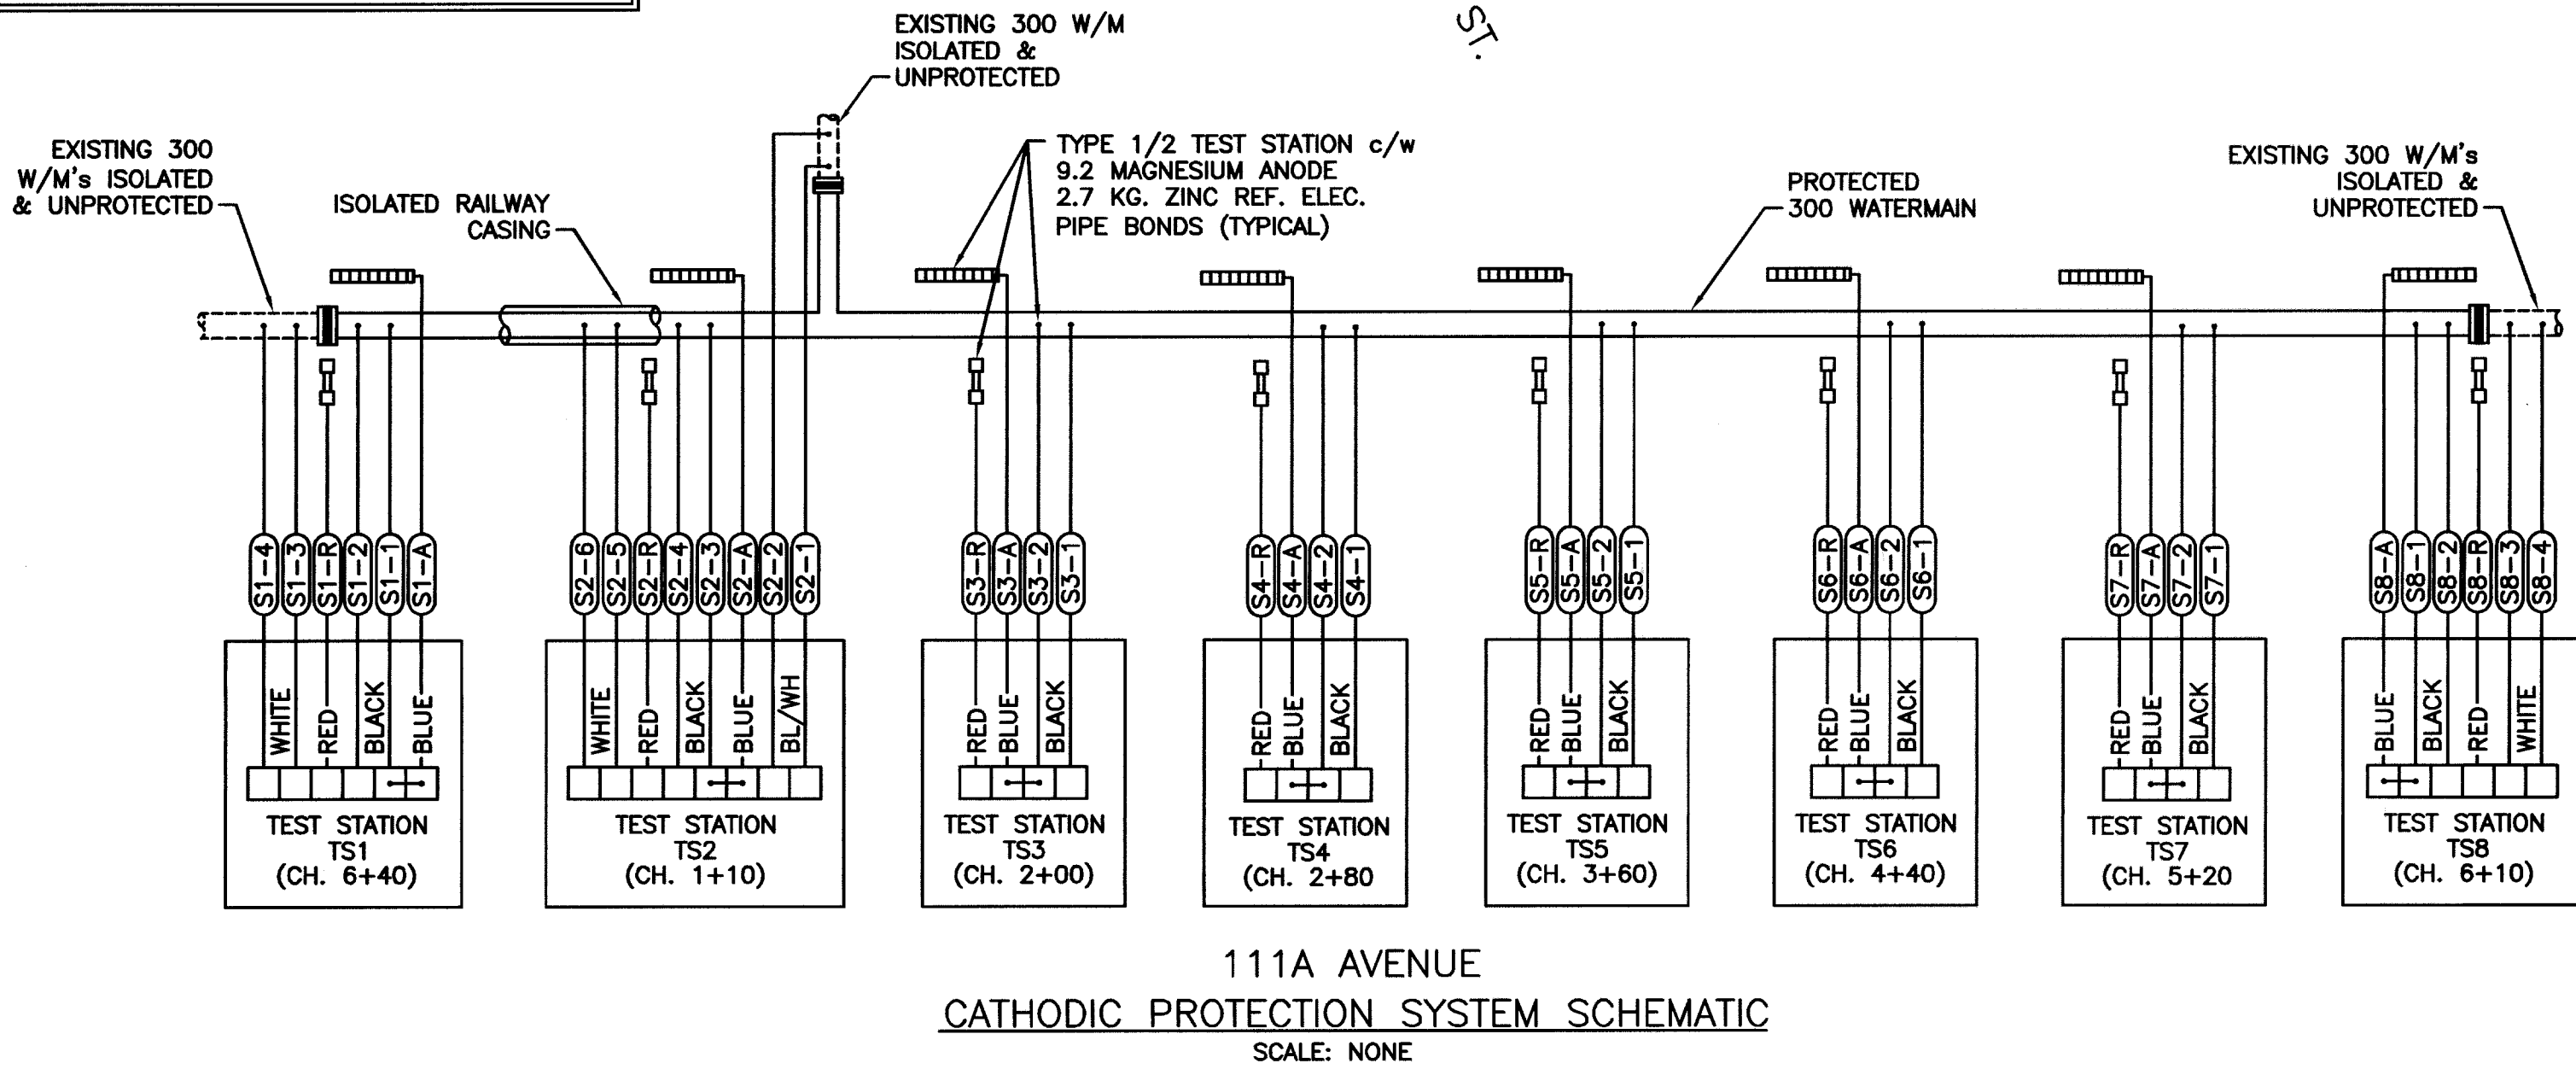 ST.
EXISTING 300 W/M
ISOLATED &
UNPROTECTED
EXISTING 300
W/M's ISOLATED
& UNPROTECTED
ISOLATED RAILWAY
CASING
TYPE 1/2 TEST STATION c/w
9.2 MAGNESIUM ANODE
2.7 KG. ZINC REF. ELEC.
PIPE BONDS (TYPICAL)
PROTECTED
300 WATERMAIN
EXISTING 300 W/M's
ISOLATED &
UNPROTECTED
S1-4
S1-3
S1-R
S1-2
S1-1
S1-A
S2-6
S2-5
S2-R
S2-4
S2-3
S2-A
S2-2
S2-1
S3-R
S3-A
S3-2
S3-1
S4-R
S4-A
S4-2
S4-1
S5-R
S5-A
S5-2
S5-1
S6-R
S6-A
S6-2
S6-1
S7-R
S7-A
S7-2
S7-1
S8-A
S8-1
S8-2
S8-R
S8-3
S8-4
WHITE
RED
BLACK
BLUE
WHITE
RED
BLACK
BLUE
BL/WH
RED
BLUE
BLACK
RED
BLUE
BLACK
RED
BLUE
BLACK
RED
BLUE
BLACK
RED
BLUE
BLACK
BLUE
BLACK
RED
WHITE
TEST STATION
TS1
(CH. 6+40)
TEST STATION
TS2
(CH. 1+10)
TEST STATION
TS3
(CH. 2+00)
TEST STATION
TS4
(CH. 2+80
TEST STATION
TS5
(CH. 3+60)
TEST STATION
TS6
(CH. 4+40)
TEST STATION
TS7
(CH. 5+20
TEST STATION
TS8
(CH. 6+10)
111A AVENUE
CATHODIC PROTECTION SYSTEM SCHEMATIC
SCALE: NONE